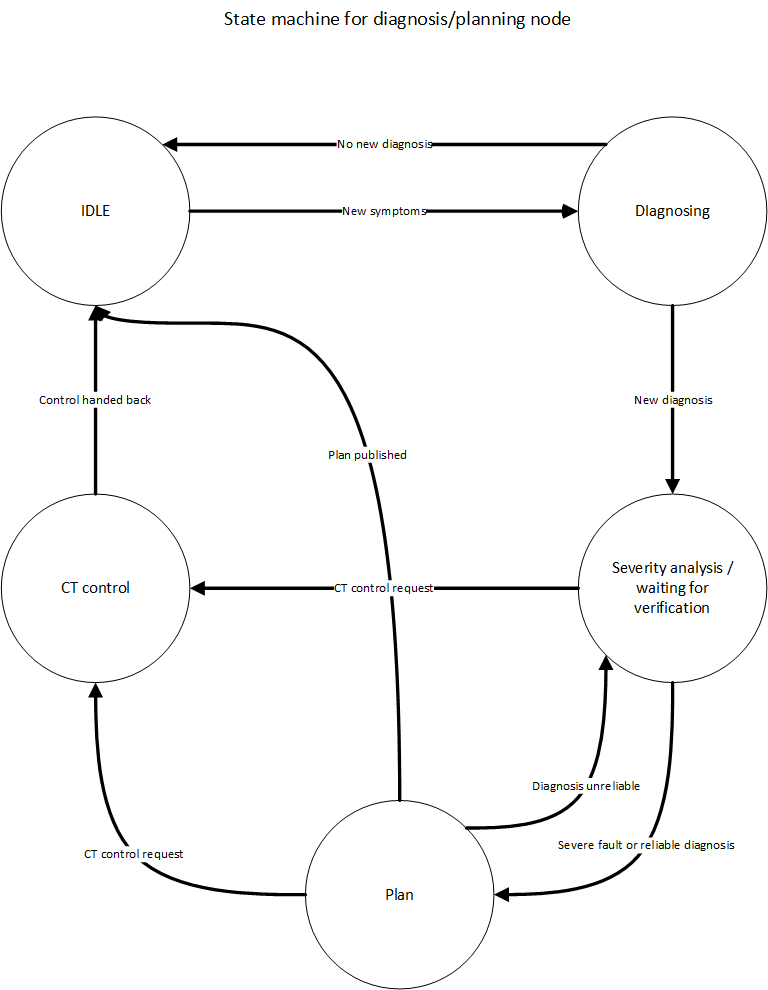 State machine for diagnosis/planning node
No new diagnosis
IDLE
New symptoms
DIagnosing
Control handed back
New diagnosis
Plan published
CT control
CT control request
Severity analysis /
waiting for
verification
Diagnosis unreliable
Severe fault or reliable diagnosis
CT control request
Plan